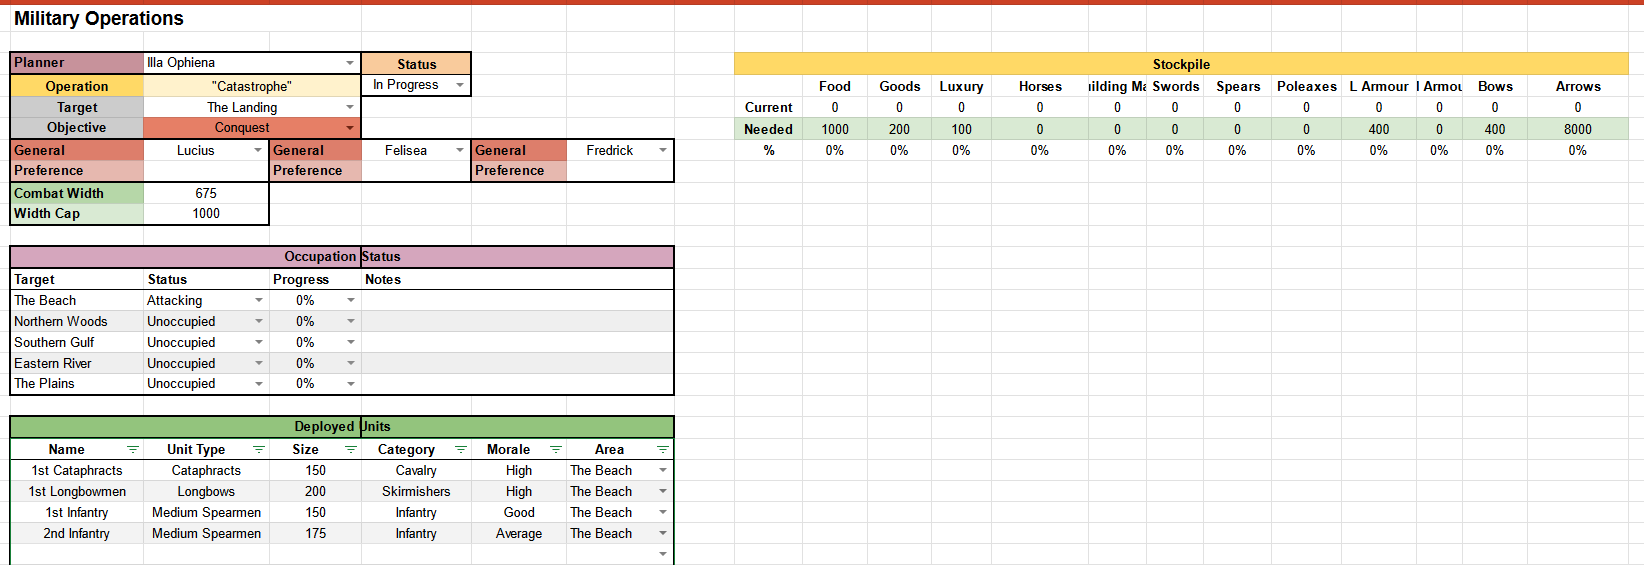 Military Operations
Planner Illa Ophiena Status
Operation "Catastrophe" In Progress
Target The Landing
Objective Conquest
General Lucius General Felisea General Fredrick
Preference Preference Preference
Combat Width 675
Width Cap 1000
Stockpile
Food Goods Luxury Horses uilding Ma Swords Spears Poleaxes L Armour Armou Bows Arrows
Current 0 0 0 0 0 0 0 0 0 0 0 0
Needed 1000 200 100 0 0 0 0 0 400 0 400 8000
% 0% 0% 0% 0% 0% 0% 0% 0% 0% 0% 0% 0%
Occupation Status
Target Status Progress Notes
The Beach Attacking 0%
Northern Woods Unoccupied 0%
Southern Gulf Unoccupied 0%
Eastern River Unoccupied 0%
The Plains Unoccupied 0%
Deployed Units
Name Unit Type Size Category Morale Area
1st Cataphracts Cataphracts 150 Cavalry High The Beach
1st Longbowmen Longbows 200 Skirmishers High The Beach
1st Infantry Medium Spearmen 150 Infantry Good The Beach
2nd Infantry Medium Spearmen 175 Infantry Average The Beach